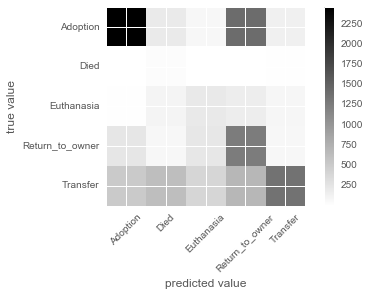 Adoption
Died
Euthanasia
Return_to_owner
Transfer
true value
Adoption
Died
Euthanasia
Return_to_owner
Transfer
predicted value
2250
2000
1750
1500
1250
1000
750
500
250